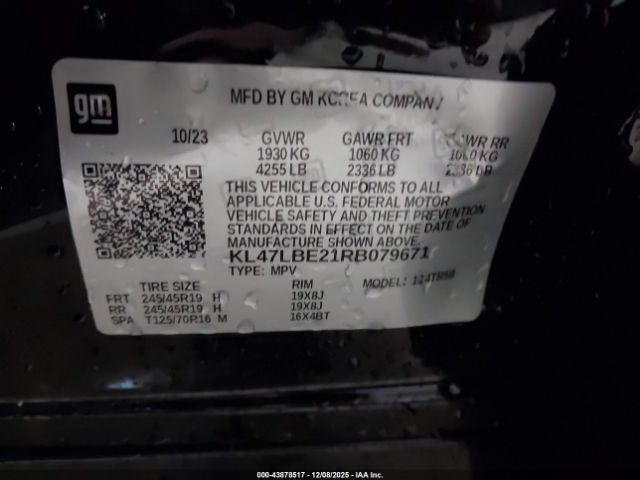 gm
MFD BY GM KOREA COMPANY
10/23 GVWR GAWR FRT GAWR RR
1930 KG 1060 KG 1060 KG
4255 LB 2336 LB 2336 LB
THIS VEHICLE CONFORMS TO ALL
APPLICABLE U.S. FEDERAL MOTOR
VEHICLE SAFETY AND THEFT PREVENTION
STANDARDS IN EFFECT ON THE DATE OF
MANUFACTURE SHOWN ABOVE.
KL47LBE21RB079671
TYPE: MPV MODEL: 1
TIRE SIZE RIM
FRT 245/45R19 H 19X8J
RR 245/45R19 H 19X8J
SPA T125/70R16 M 16X4BT
000-43878517 - 12/08/2025 - IAA Inc.